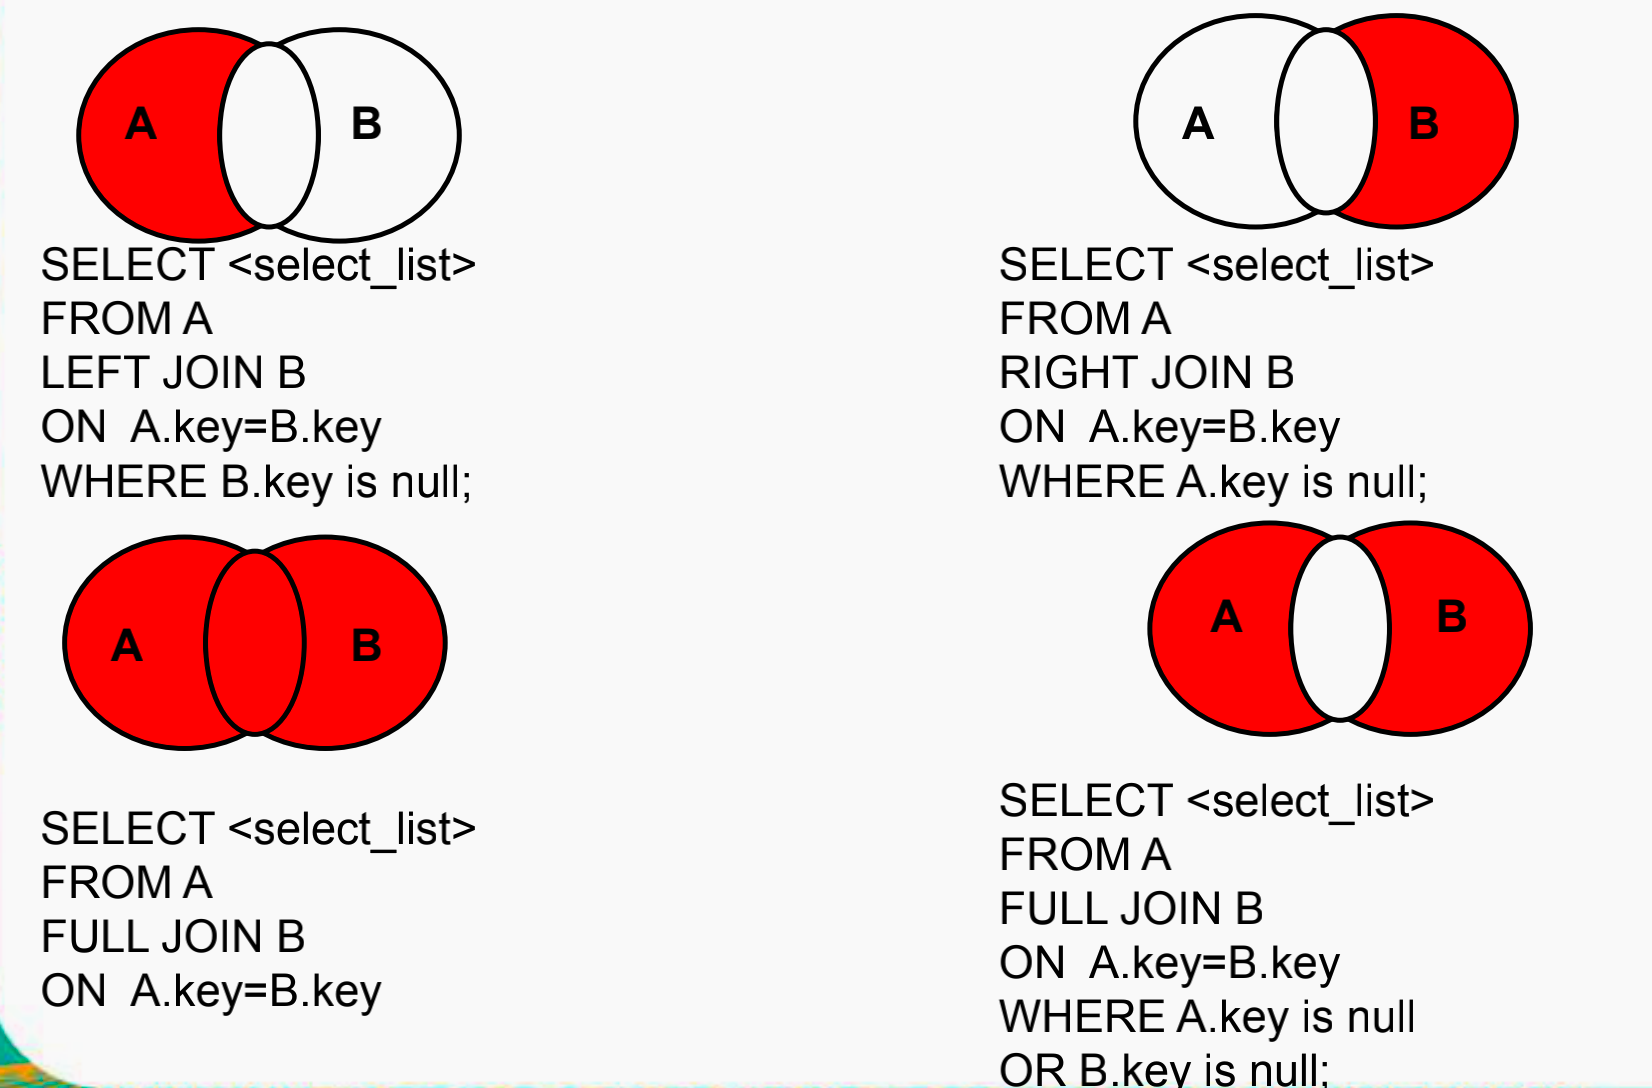 A
B
SELECT <select_list>
FROM A
LEFT JOIN B
ON  A.key=B.key
WHERE B.key is null;
A
B
SELECT <select_list>
FROM A
RIGHT JOIN B
ON  A.key=B.key
WHERE A.key is null;
A
B
SELECT <select_list>
FROM A
FULL JOIN B
ON  A.key=B.key
A
B
SELECT <select_list>
FROM A
FULL JOIN B
ON  A.key=B.key
WHERE A.key is null
OR B.key is null;